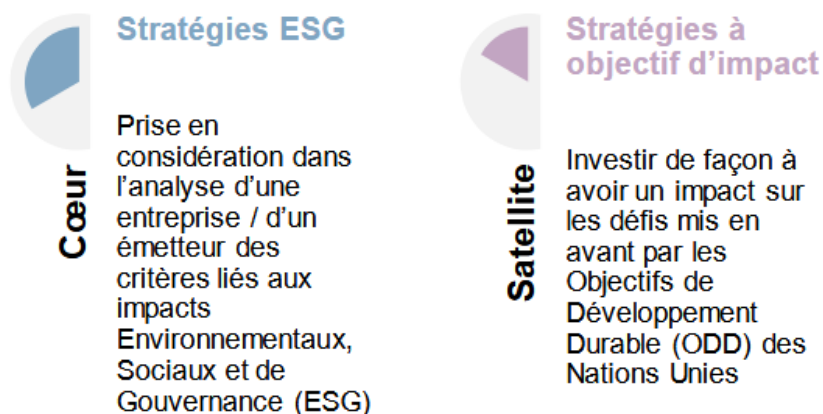 Stratégies ESG
Cœur
Prise en
considération dans
l'analyse d'une
entreprise / d'un
émetteur des
critères liés aux
impacts
Environnementaux,
Sociaux et de
Gouvernance (ESG)
Stratégies à
objectif d'impact
Satellite
Investir de façon à
avoir un impact sur
les défis mis en
avant par les
Objectifs de
Développement
Durable (ODD) des
Nations Unies